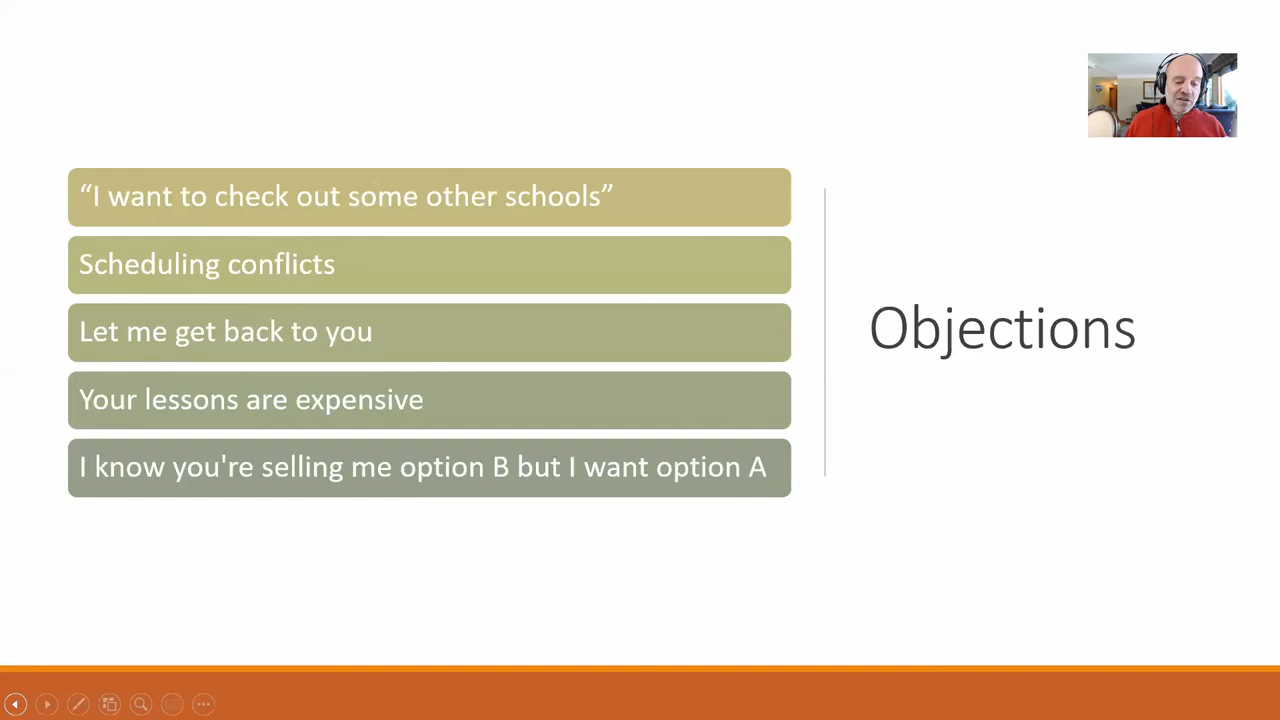 “I want to check out some other schools”
Scheduling conflicts
Let me get back to you
Your lessons are expensive
I know you're selling me option B but I want option A
Objections